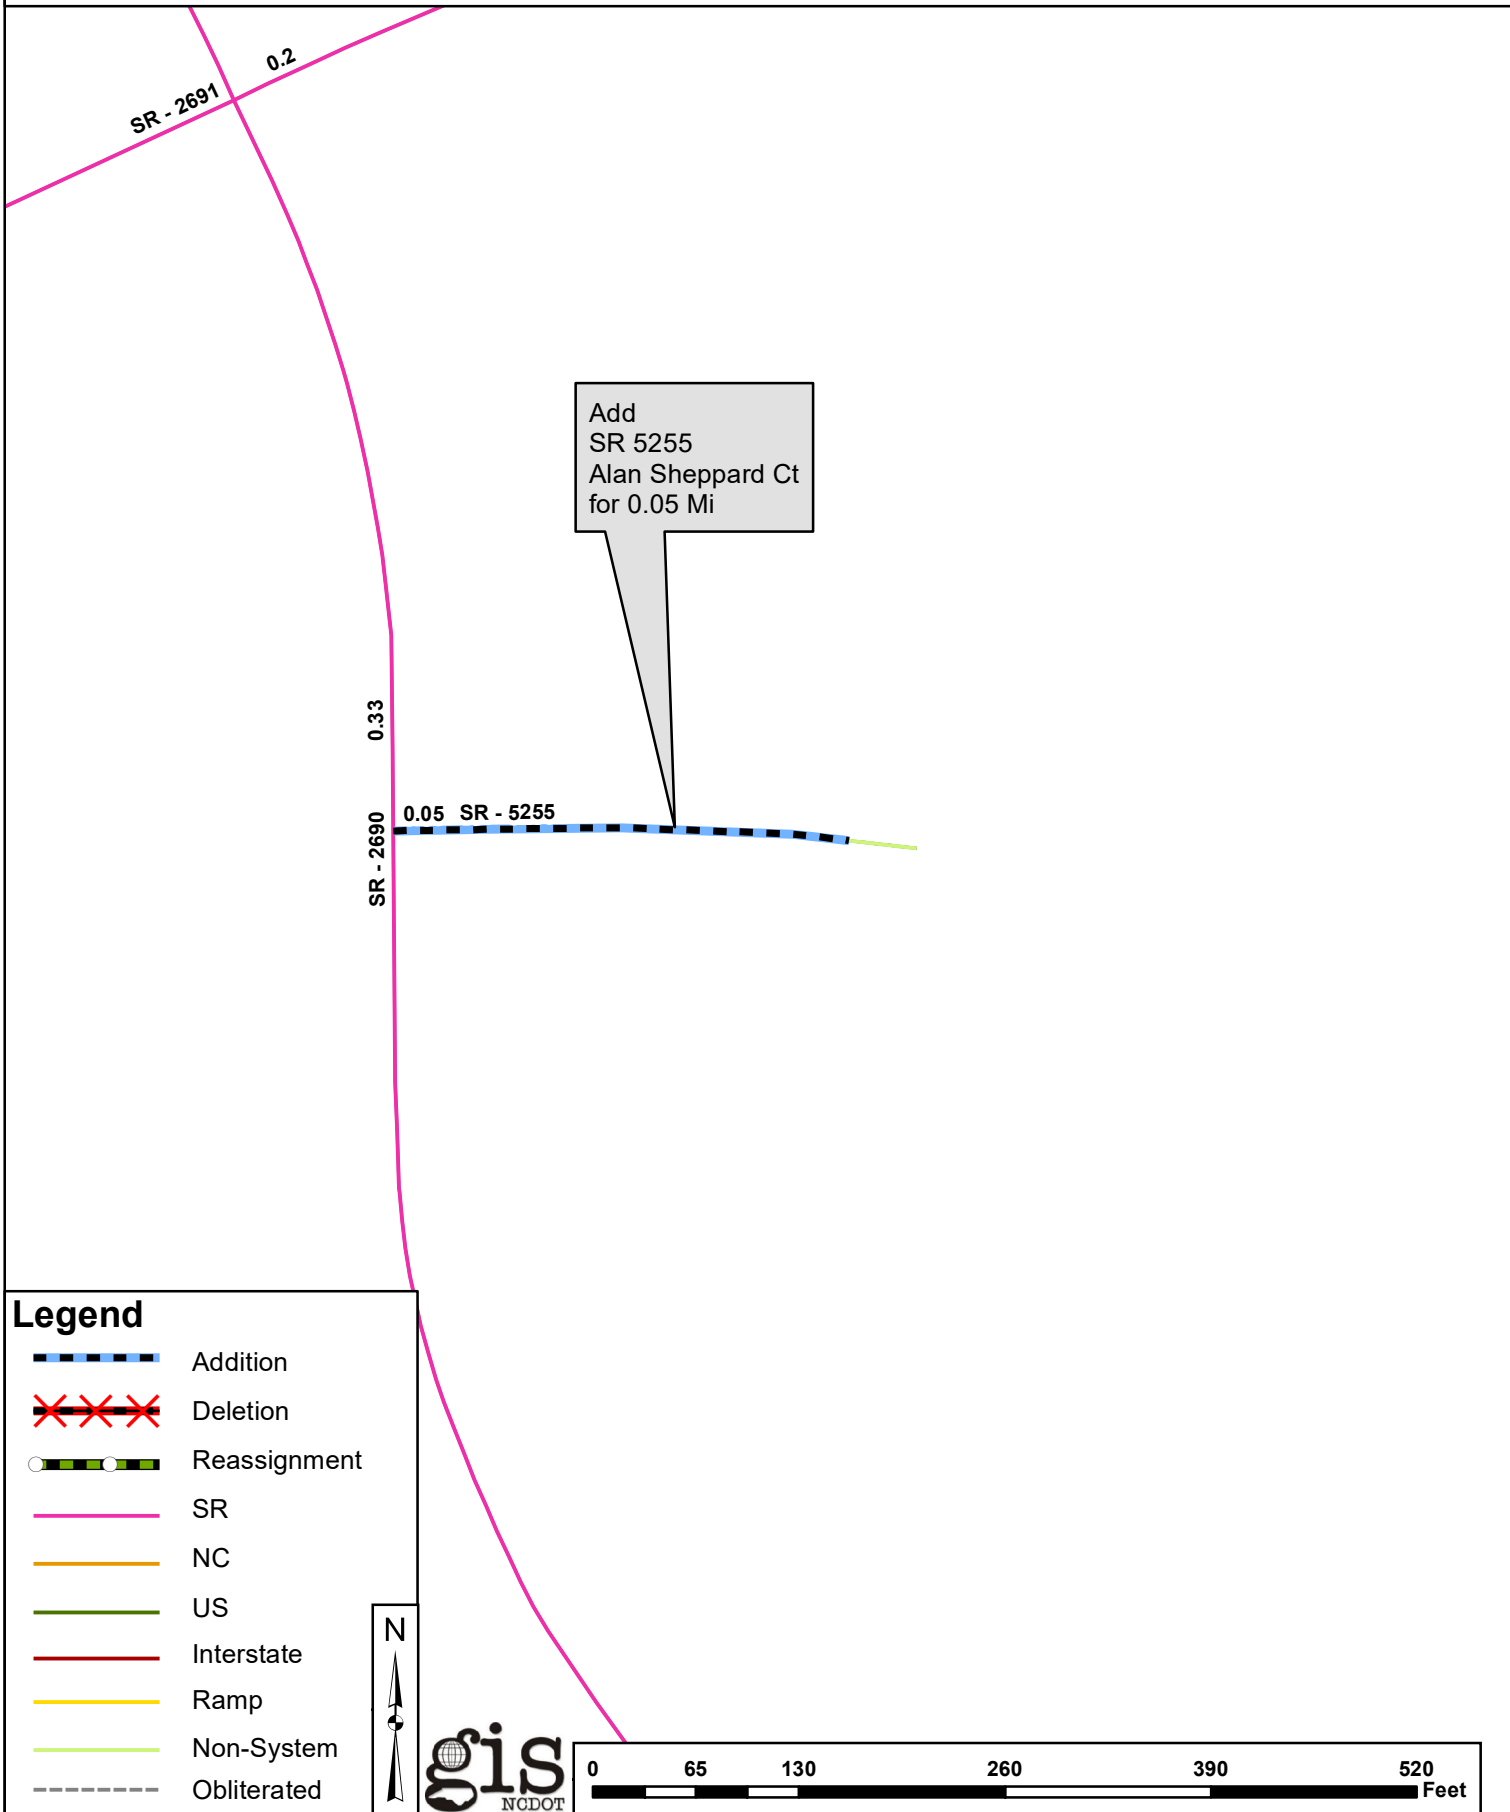 0.2
SR - 2691
Add
SR 5255
Alan Sheppard Ct
for 0.05 Mi
0.33
0.05 SR - 5255
SR - 2690
Legend
Addition
Deletion
Reassignment
SR
NC
US
Interstate
Ramp
Non-System
Obliterated
N
gis
NCDOT
0 65 130 260 390 520
Feet